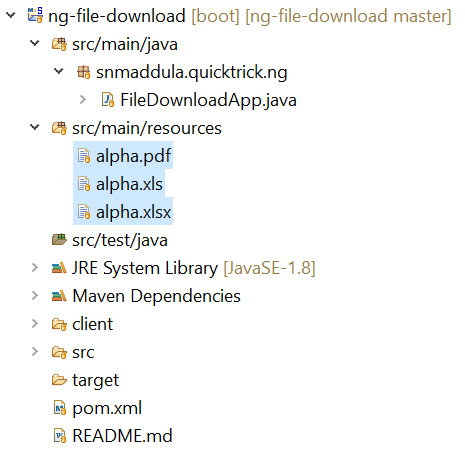 ng-file-download [boot] [ng-file-download master]
src/main/java
snmaddula.quicktrick.ng
FileDownloadApp.java
src/main/resources
alpha.pdf
alpha.xls
alpha.xlsx
src/test/java
JRE System Library [JavaSE-1.8]
Maven Dependencies
client
src
target
pom.xml
README.md